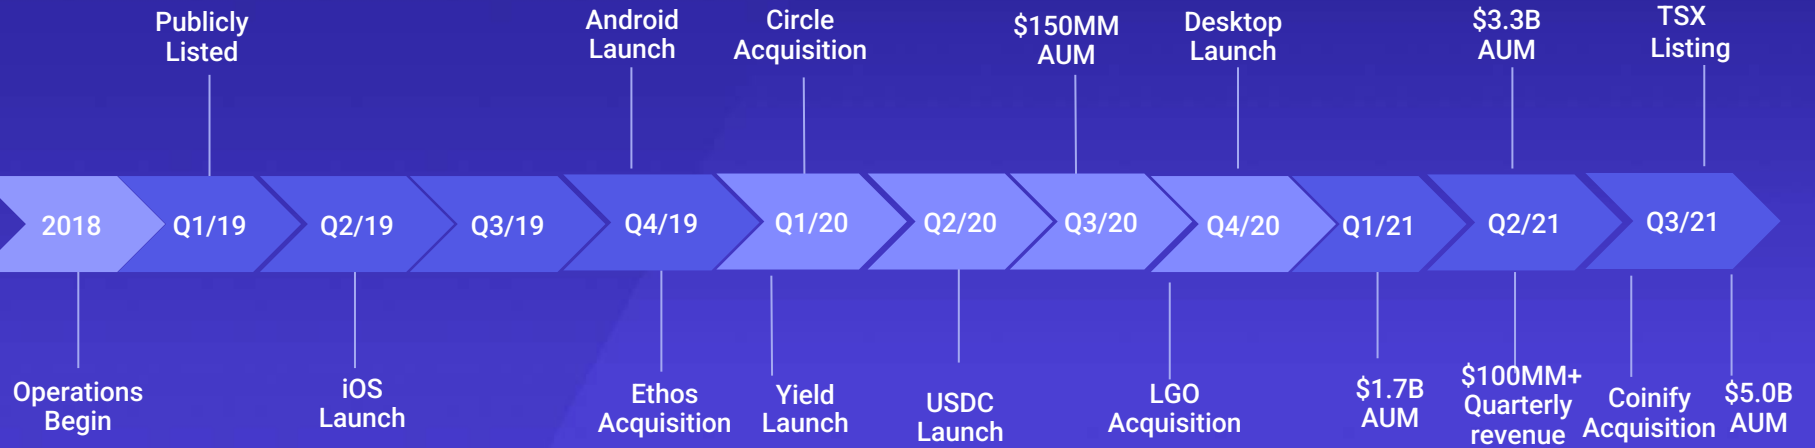 Publicly
Listed
Android
Launch
Circle
Acquisition
$150MM
AUM
Desktop
Launch
$3.3B
AUM
TSX
Listing
2018
Q1/19
Q2/19
Q3/19
Q4/19
Q1/20
Q2/20
Q3/20
Q4/20
Q1/21
Q2/21
Q3/21
Operations
Begin
iOS
Launch
Ethos
Acquisition
Yield
Launch
USDC
Launch
LGO
Acquisition
$1.7B
AUM
$100MM+
Quarterly
revenue
Coinify
Acquisition
$5.0B
AUM